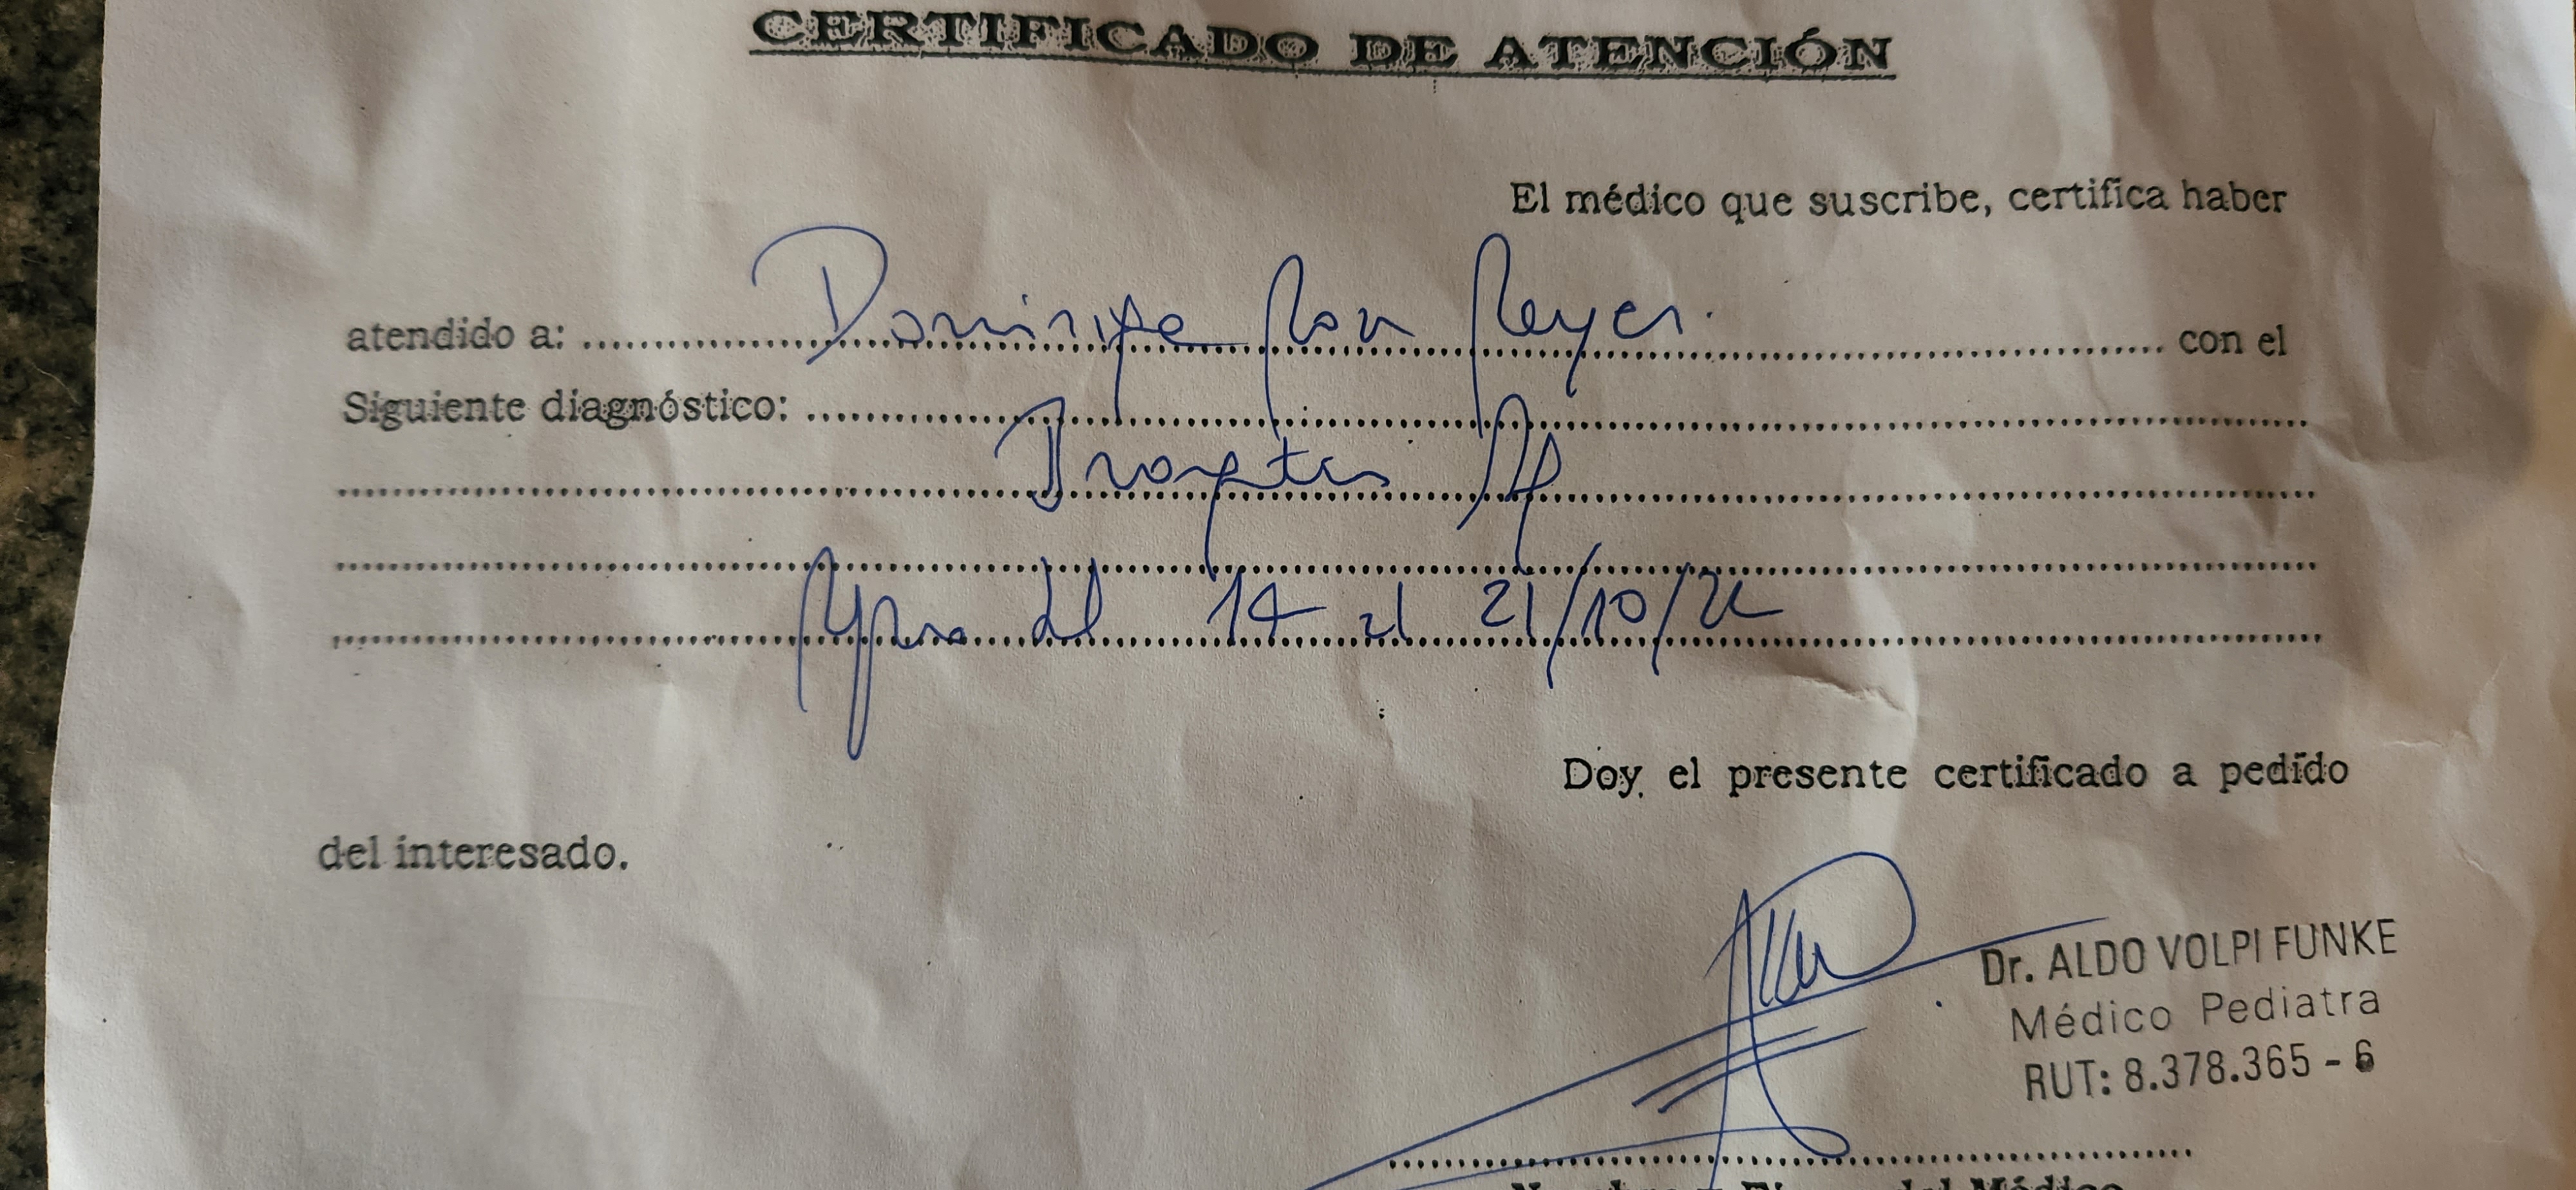 CERTIFICADO DE ATENCIÓN
El médico que suscribe, certifica haber
atendido a: Dominique Reyes. con el
Siguiente diagnóstico:
Reposo del 14 al 21/10/22
Doy el presente certificado a pedido
del interesado.
Dr. ALDO VOLPI FUNKE
Médico Pediatra
RUT: 8.378.365 - 6